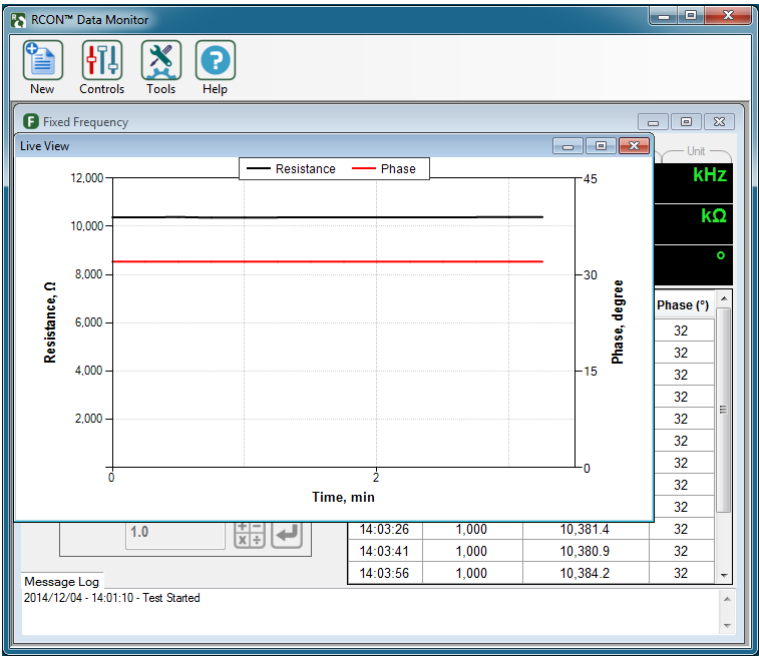 RCON™ Data Monitor
New Controls Tools Help
F Fixed Frequency
Live View
Unit
kHz
kΩ
°
Resistance Phase
12,000
10,000
8,000
6,000
4,000
2,000
Resistance, Ω
45
30
15
0
Phase, degree
0 2
Time, min
Phase (°)
32
32
32
32
32
32
32
32
32
14:03:26 1,000 10,381.4 32
14:03:41 1,000 10,380.9 32
14:03:56 1,000 10,384.2 32
1.0
Message Log
2014/12/04 - 14:01:10 - Test Started